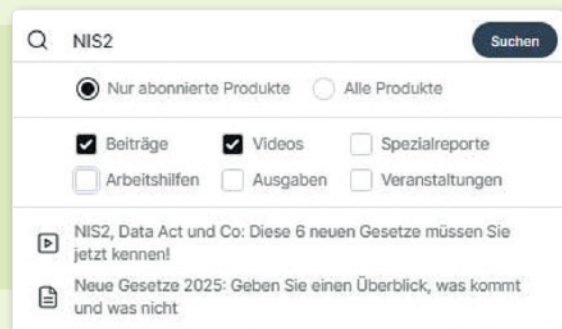 NIS2
Suchen
Nur abonnierte Produkte
Alle Produkte
Beiträge
Videos
Spezialreporte
Arbeitshilfen
Ausgaben
Veranstaltungen
NIS2, Data Act und Co: Diese 6 neuen Gesetze müssen Sie
jetzt kennen!
Neue Gesetze 2025: Geben Sie einen Überblick, was kommt
und was nicht